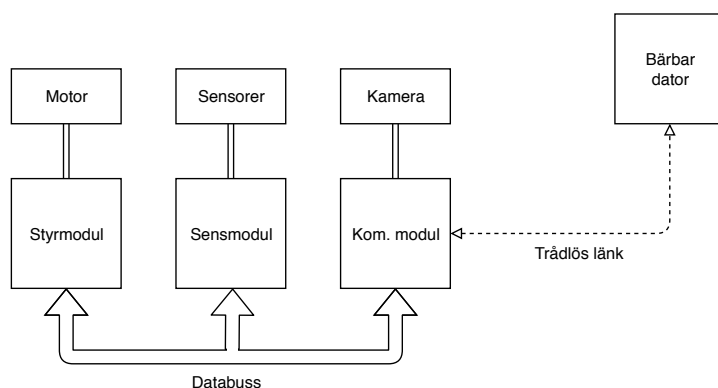 Motor
Sensorer
Kamera
Bärbar
dator
Styrmodul
Sensmodul
Kom. modul
Trådlös länk
Databuss